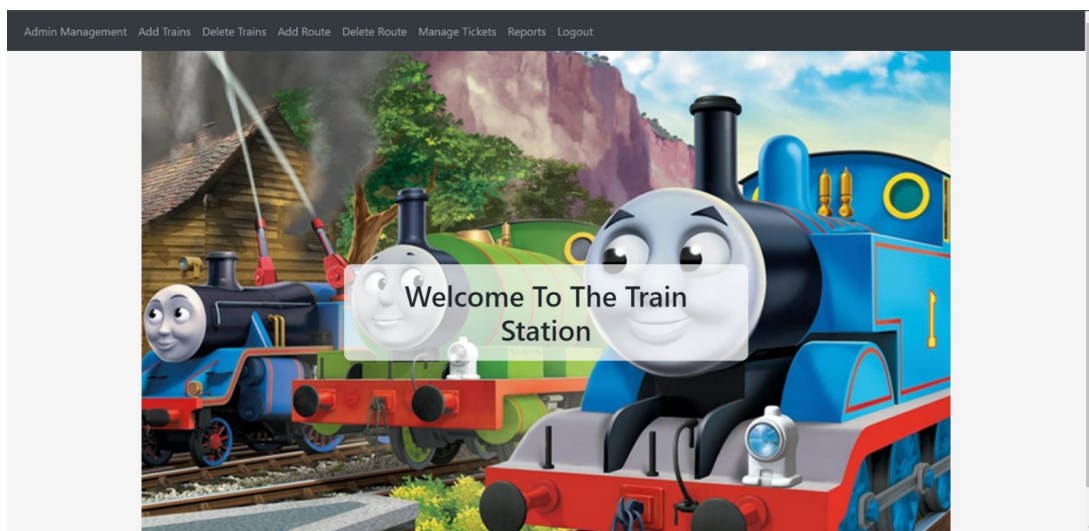 Admin Management Add Trains Delete Trains Add Route Delete Route Manage Tickets Reports Logout
Welcome To The Train
Station
1